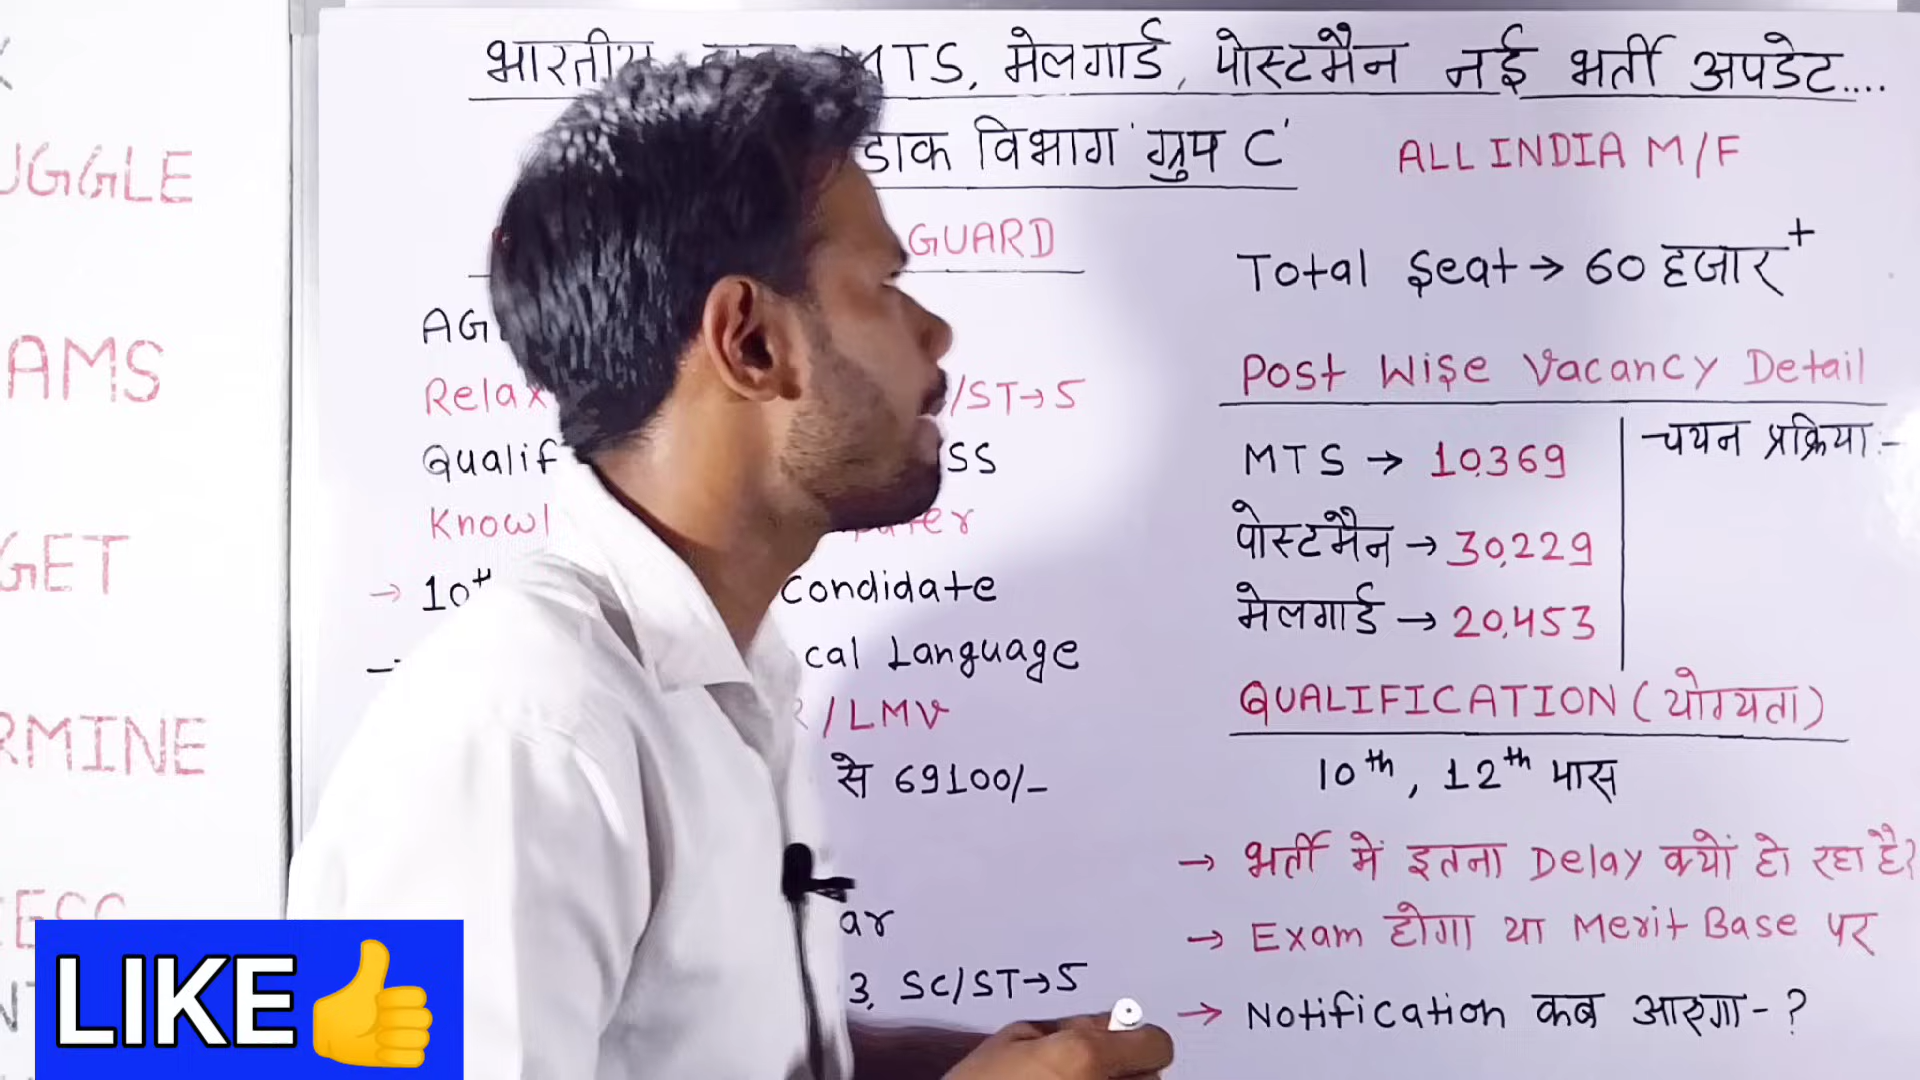 भारतीय MTS, मेलगार्ड, पोस्टमैन नई भर्ती अपडेट....
डाक विभाग 'ग्रुप C' ALL INDIA M/F
UGGLE
AMS
GET
RMINE
GUARD
AG
Relax /ST→5
Qualif SS
Knowl
→ 10th Condidate
cal Language
/LMV
से 69100/-
ar
3, SC/ST→5
Total Seat → 60 हजार+
Post Wise Vacancy Detail
MTS → 10,369
पोस्टमैन → 30,229
मेलगार्ड → 20,453
चयन प्रक्रिया:-
QUALIFICATION (योग्यता)
10th, 12th पास
→ भर्ती में इतना Delay क्यों हो रहा है?
→ Exam होगा या Merit Base पर
→ Notification कब आएगा-?
LIKE